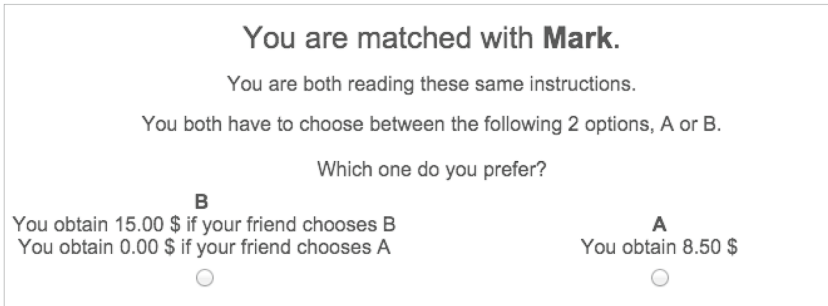 You are matched with Mark.
You are both reading these same instructions.
You both have to choose between the following 2 options, A or B.
Which one do you prefer?
B
You obtain 15.00 $ if your friend chooses B
You obtain 0.00 $ if your friend chooses A
A
You obtain 8.50 $